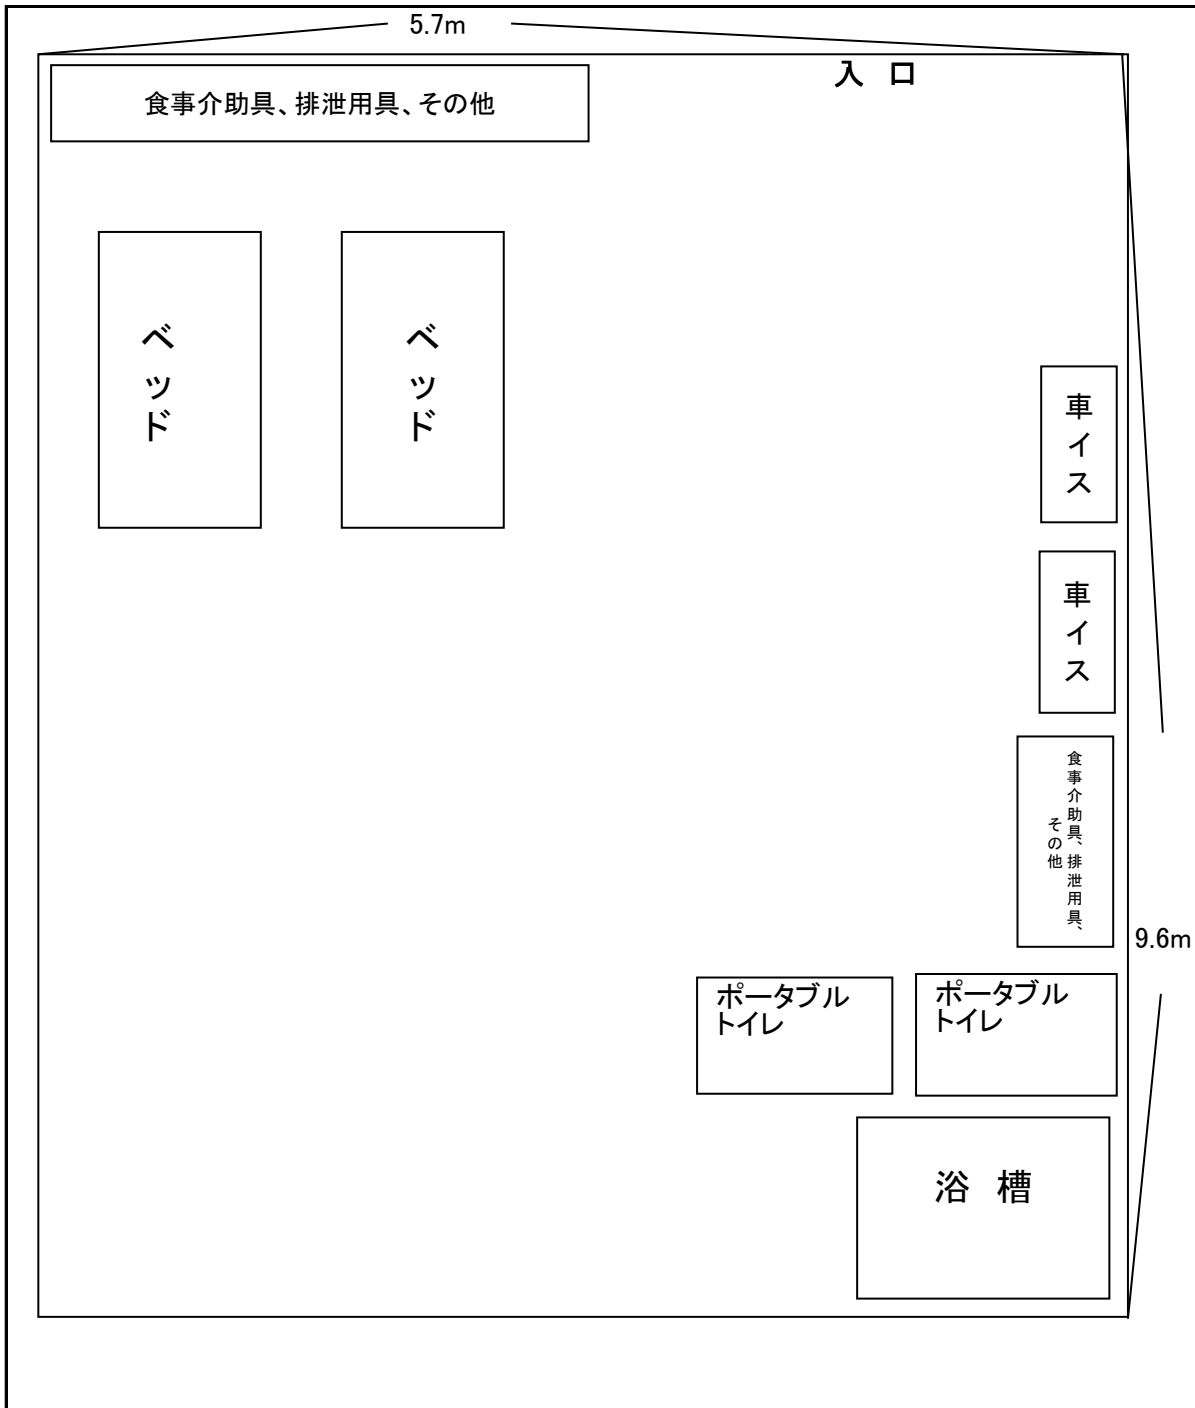 5.7m
入 口
食事介助具、排泄用具、その他
ベッド
ベッド
車イス
車イス
食事介助具、排泄用具、
その他
9.6m
ポータブル
トイレ
ポータブル
トイレ
浴 槽